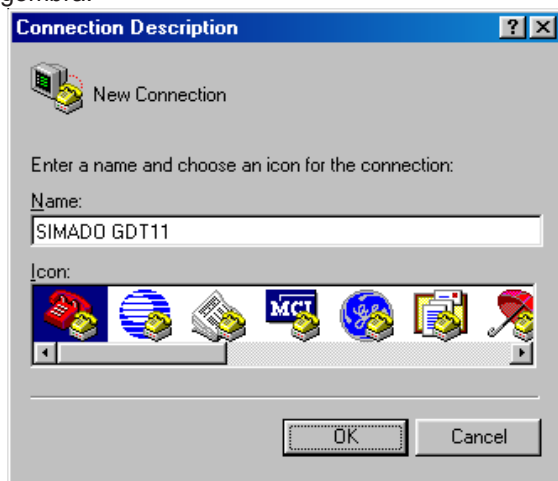 gombra.
Connection Description
New Connection
Enter a name and choose an icon for the connection:
Name:
SIMADO GDT11
Icon:
MCI
OK Cancel